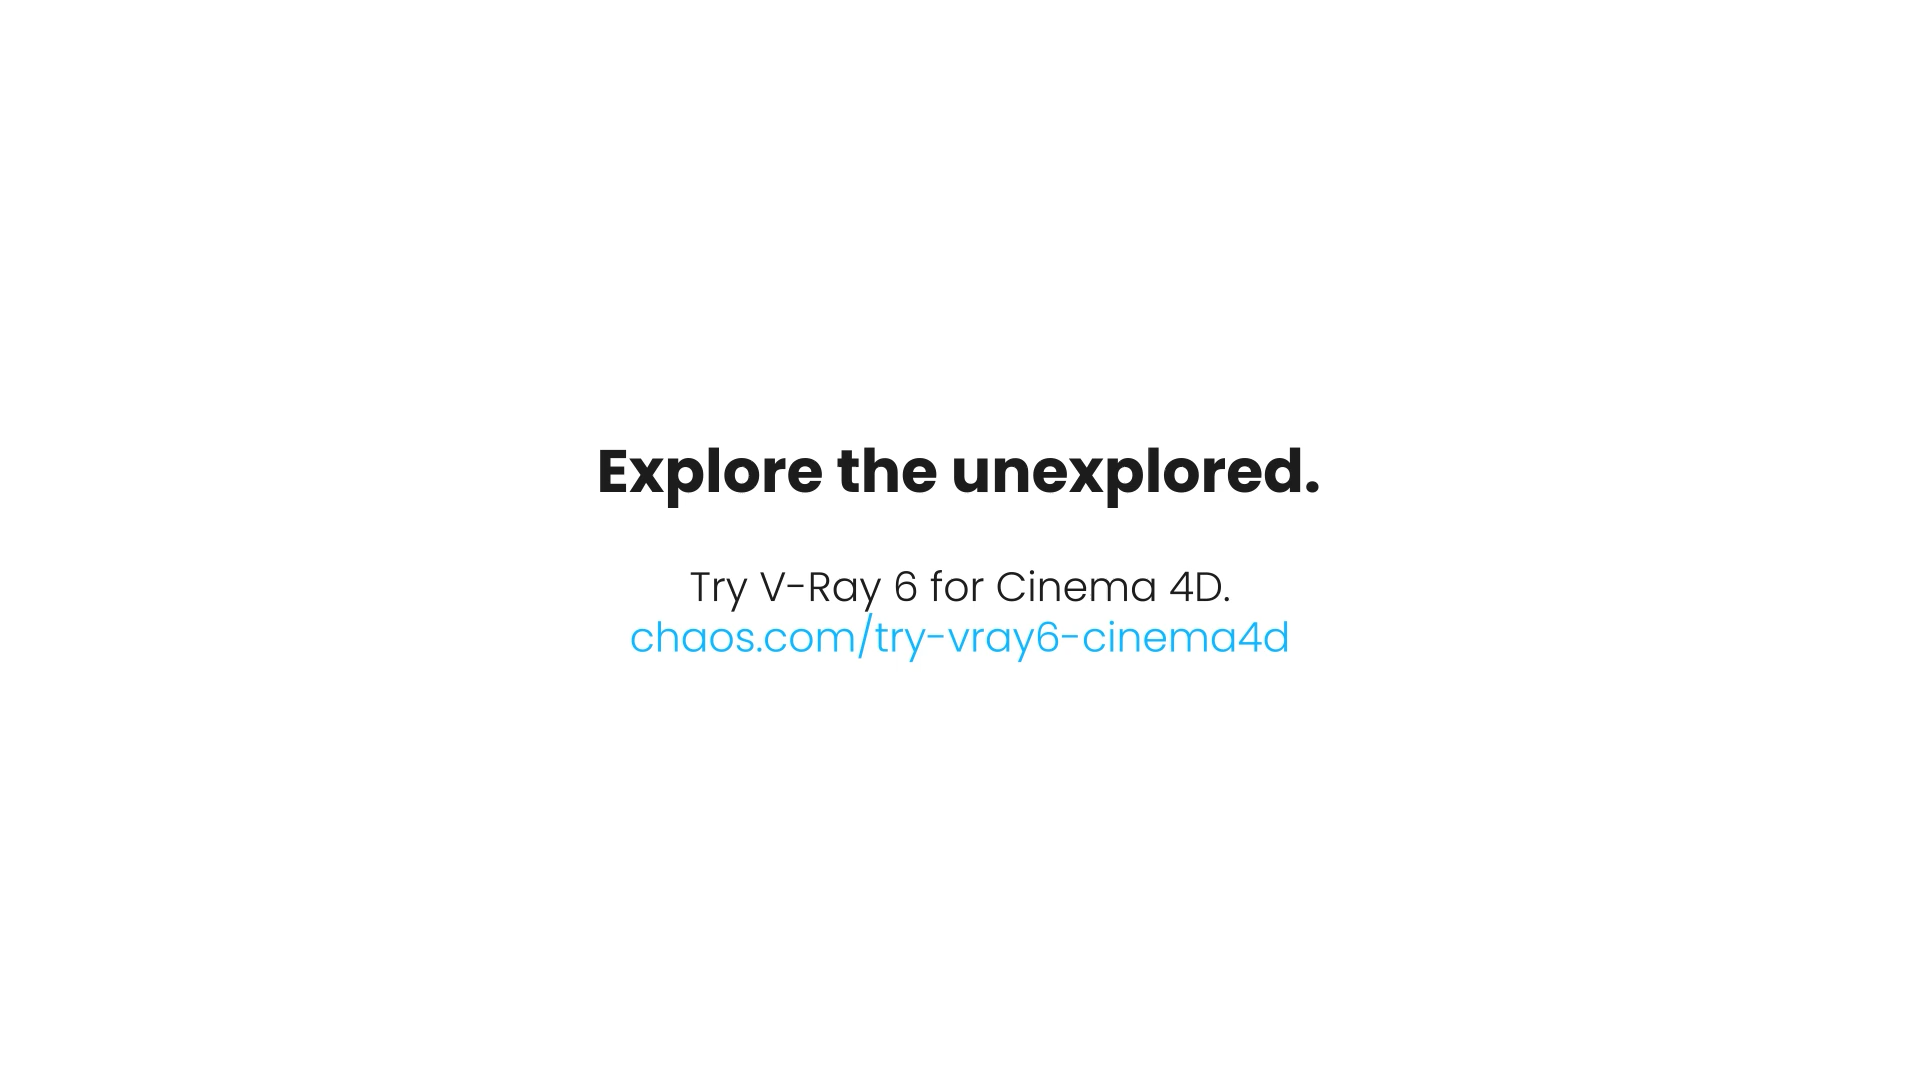 Explore the unexplored.
Try V-Ray 6 for Cinema 4D.
chaos.com/try-vray6-cinema4d